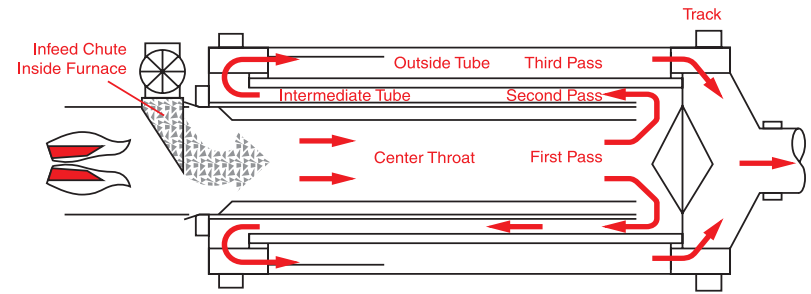 Track
Infeed Chute
Inside Furnace
Outside Tube
Third Pass
Intermediate Tube
Second Pass
Center Throat
First Pass